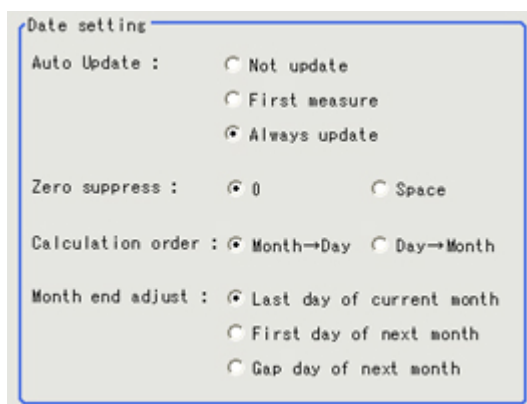 Date setting
Auto Update : Not update
First measure
Always update
Zero suppress : 0 Space
Calculation order : Month→Day Day→Month
Month end adjust : Last day of current month
First day of next month
Gap day of next month